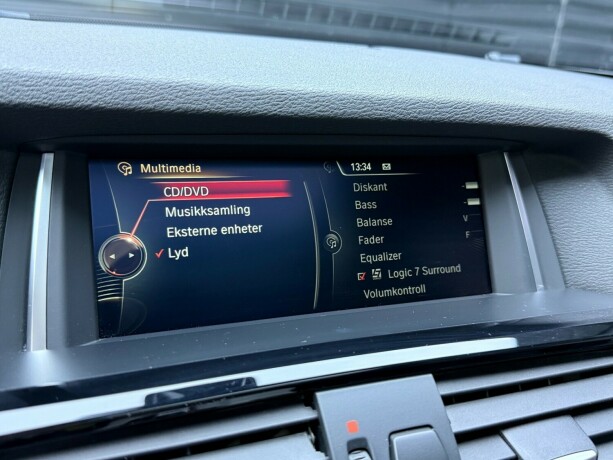 Multimedia
CD/DVD
Musikksamling
Eksterne enheter
Lyd
13:34
Diskant
Bass
Balanse V
Fader F
Equalizer
Logic 7 Surround
Volumkontroll